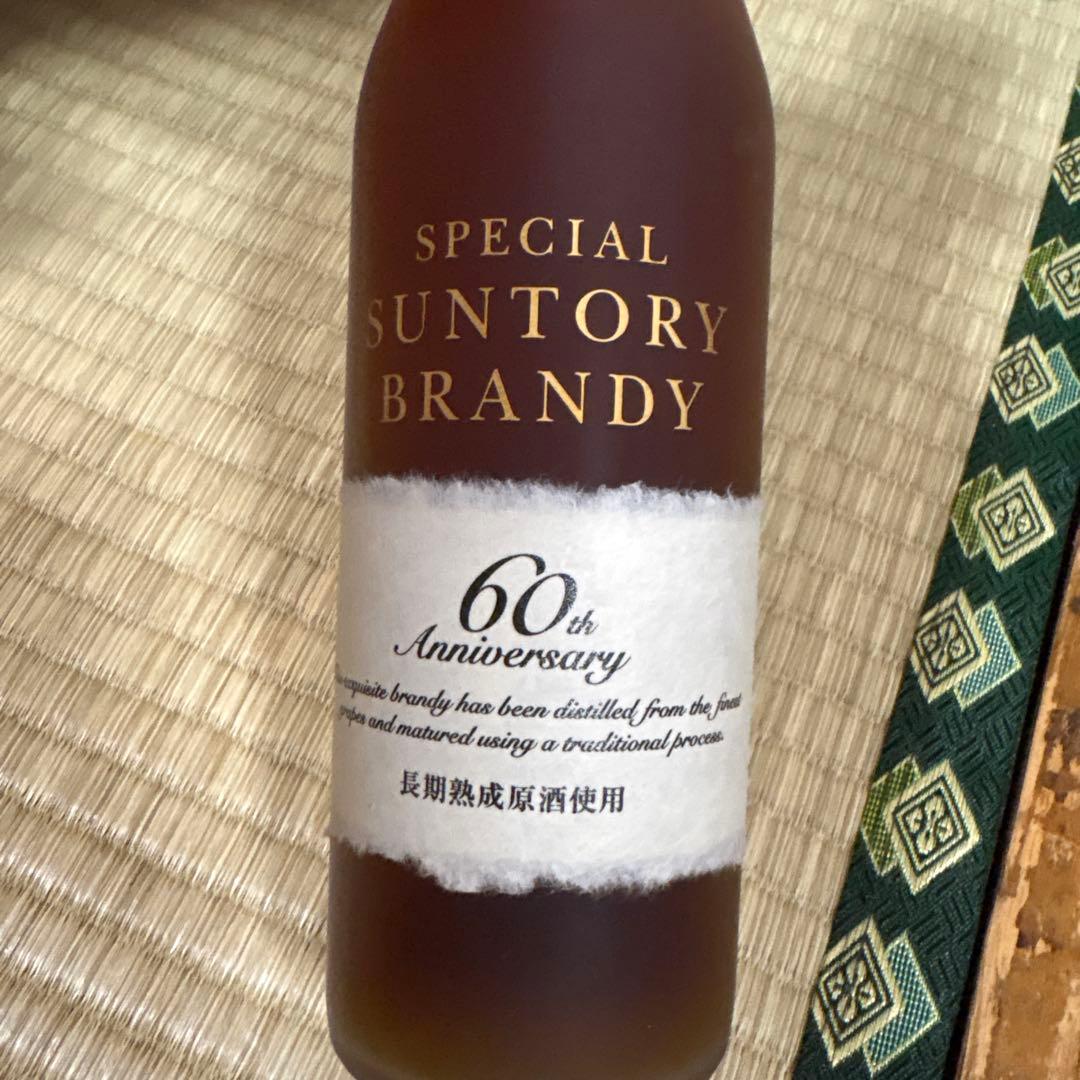 SPECIAL
SUNTORY
BRANDY
60th
Anniversary
exquisite brandy has been distilled from the finest
grapes and matured using a traditional process.
長期熟成原酒使用